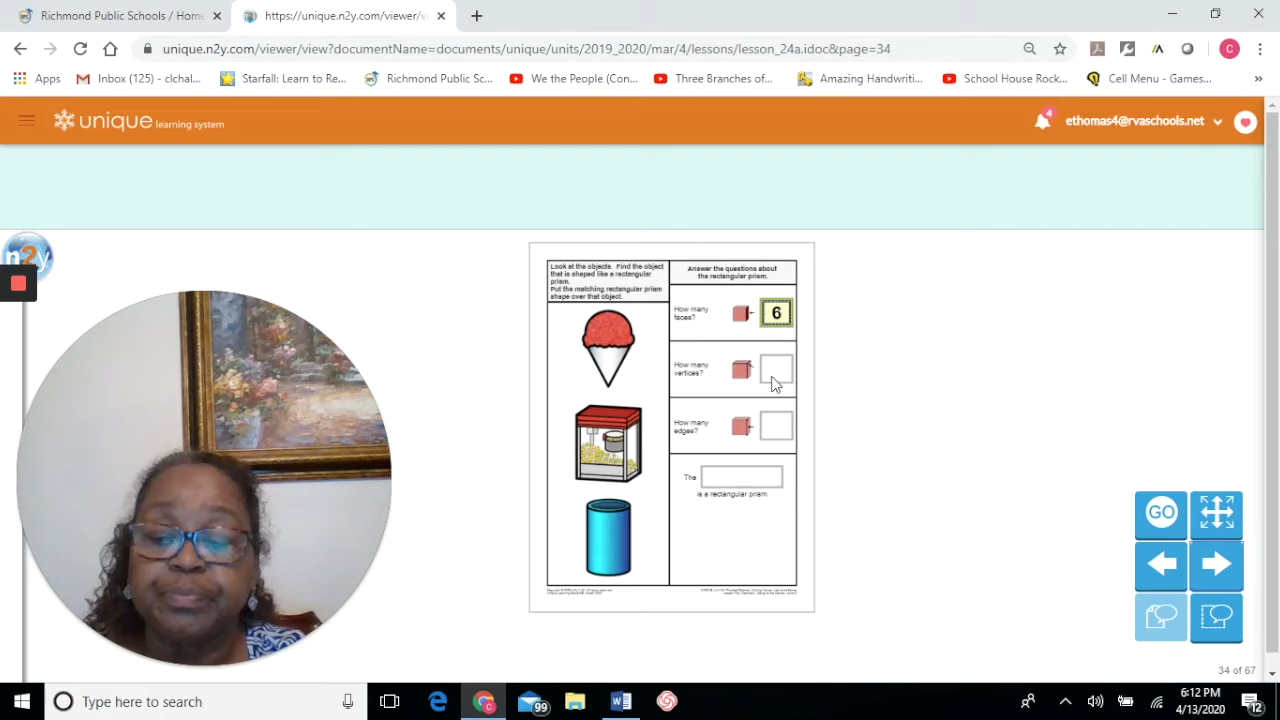 Richmond Public Schools / Home
https://unique.n2y.com/viewer/v
unique.n2y.com/viewer/view?documentName=documents/unique/units/2019_2020/mar/4/lessons/lesson_24a.idoc&page=34
Apps
Inbox (125) - clchal...
Starfall: Learn to Re...
Richmond Public Sc...
We the People (Con...
Three Branches of...
Amazing Handwriti...
School House Rock...
Cell Menu - Games...
»
C
unique learning system
4
ethomas4@rvaschools.net
n2y
Look at the objects. Find the object
that is shaped like a rectangular
prism.
Put the matching rectangular prism
shape over that object.
Answer the questions about
the rectangular prism.
How many
faces?
6
How many
vertices?
How many
edges?
The
is a rectangular prism.
GO
34 of 67
Type here to search
99
6:12 PM
4/13/2020
12